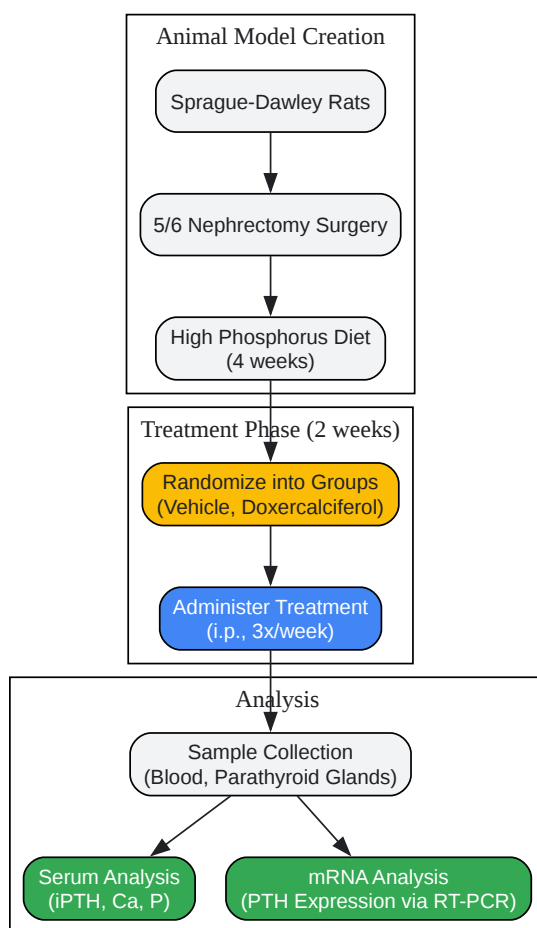 Animal Model Creation
Sprague-Dawley Rats
5/6 Nephrectomy Surgery
High Phosphorus Diet
(4 weeks)
Treatment Phase (2 weeks)
Randomize into Groups
(Vehicle, Doxercalciferol)
Administer Treatment
(i.p., 3x/week)
Analysis
Sample Collection
(Blood, Parathyroid Glands)
Serum Analysis
(iPTH, Ca, P)
mRNA Analysis
(PTH Expression via RT-PCR)